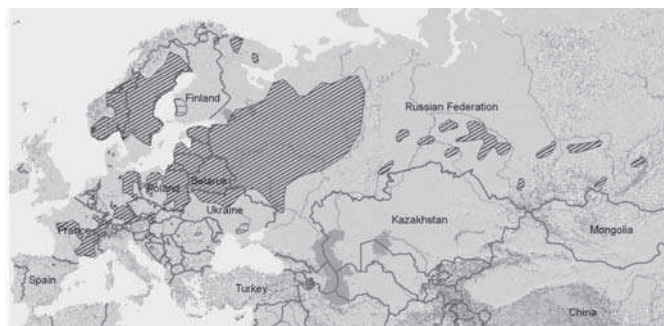 Finland
Russian Federation
Poland
Belarus
Ukraine
France
Kazakhstan
Mongolia
Spain
Turkey
China